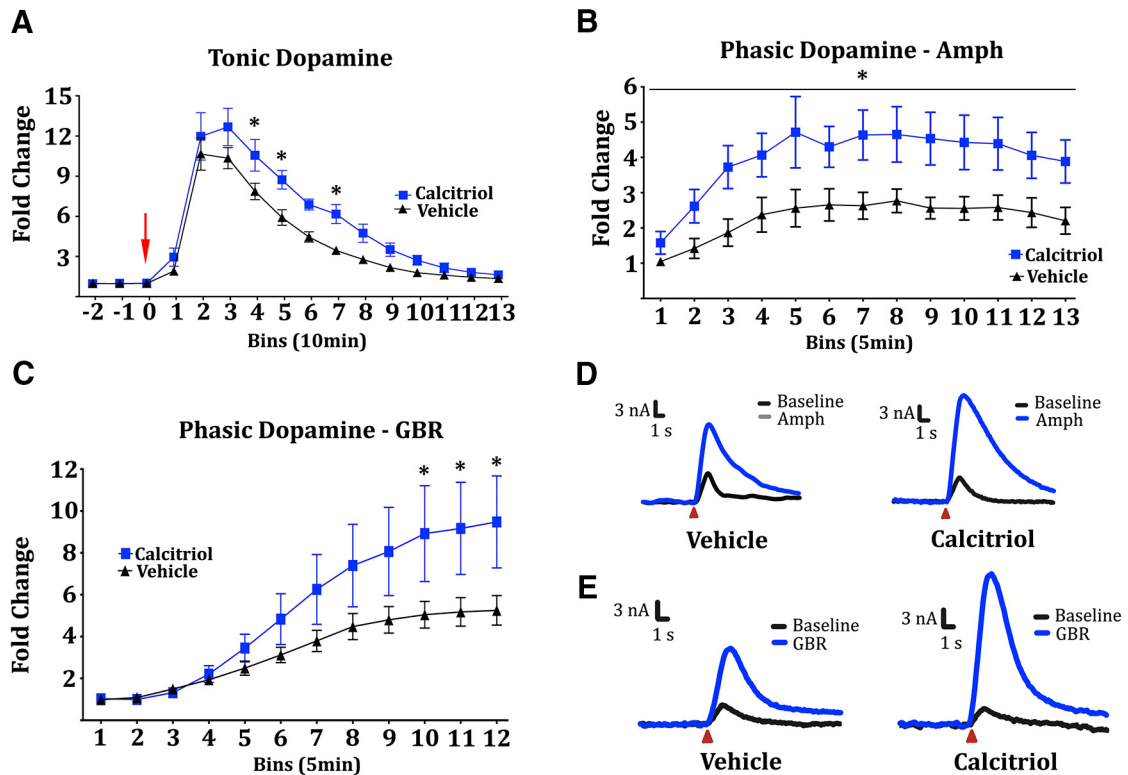 A
Tonic Dopamine
Fold Change
15
12
9
6
3
* * *
Calcitriol
Vehicle
-2 -1 0 1 2 3 4 5 6 7 8 9 10 11 12 13
Bins (10min)
B
Phasic Dopamine - Amph
*
Fold Change
6
5
4
3
2
1
Calcitriol
Vehicle
1 2 3 4 5 6 7 8 9 10 11 12 13
Bins (5min)
C
Phasic Dopamine - GBR
Fold Change
12
10
8
6
4
2
* * *
Calcitriol
Vehicle
1 2 3 4 5 6 7 8 9 10 11 12
Bins (5min)
D
3 nA
1 s
Baseline
Amph
Vehicle
3 nA
1 s
Baseline
Amph
Calcitriol
E
3 nA
1 s
Baseline
GBR
Vehicle
3 nA
1 s
Baseline
GBR
Calcitriol